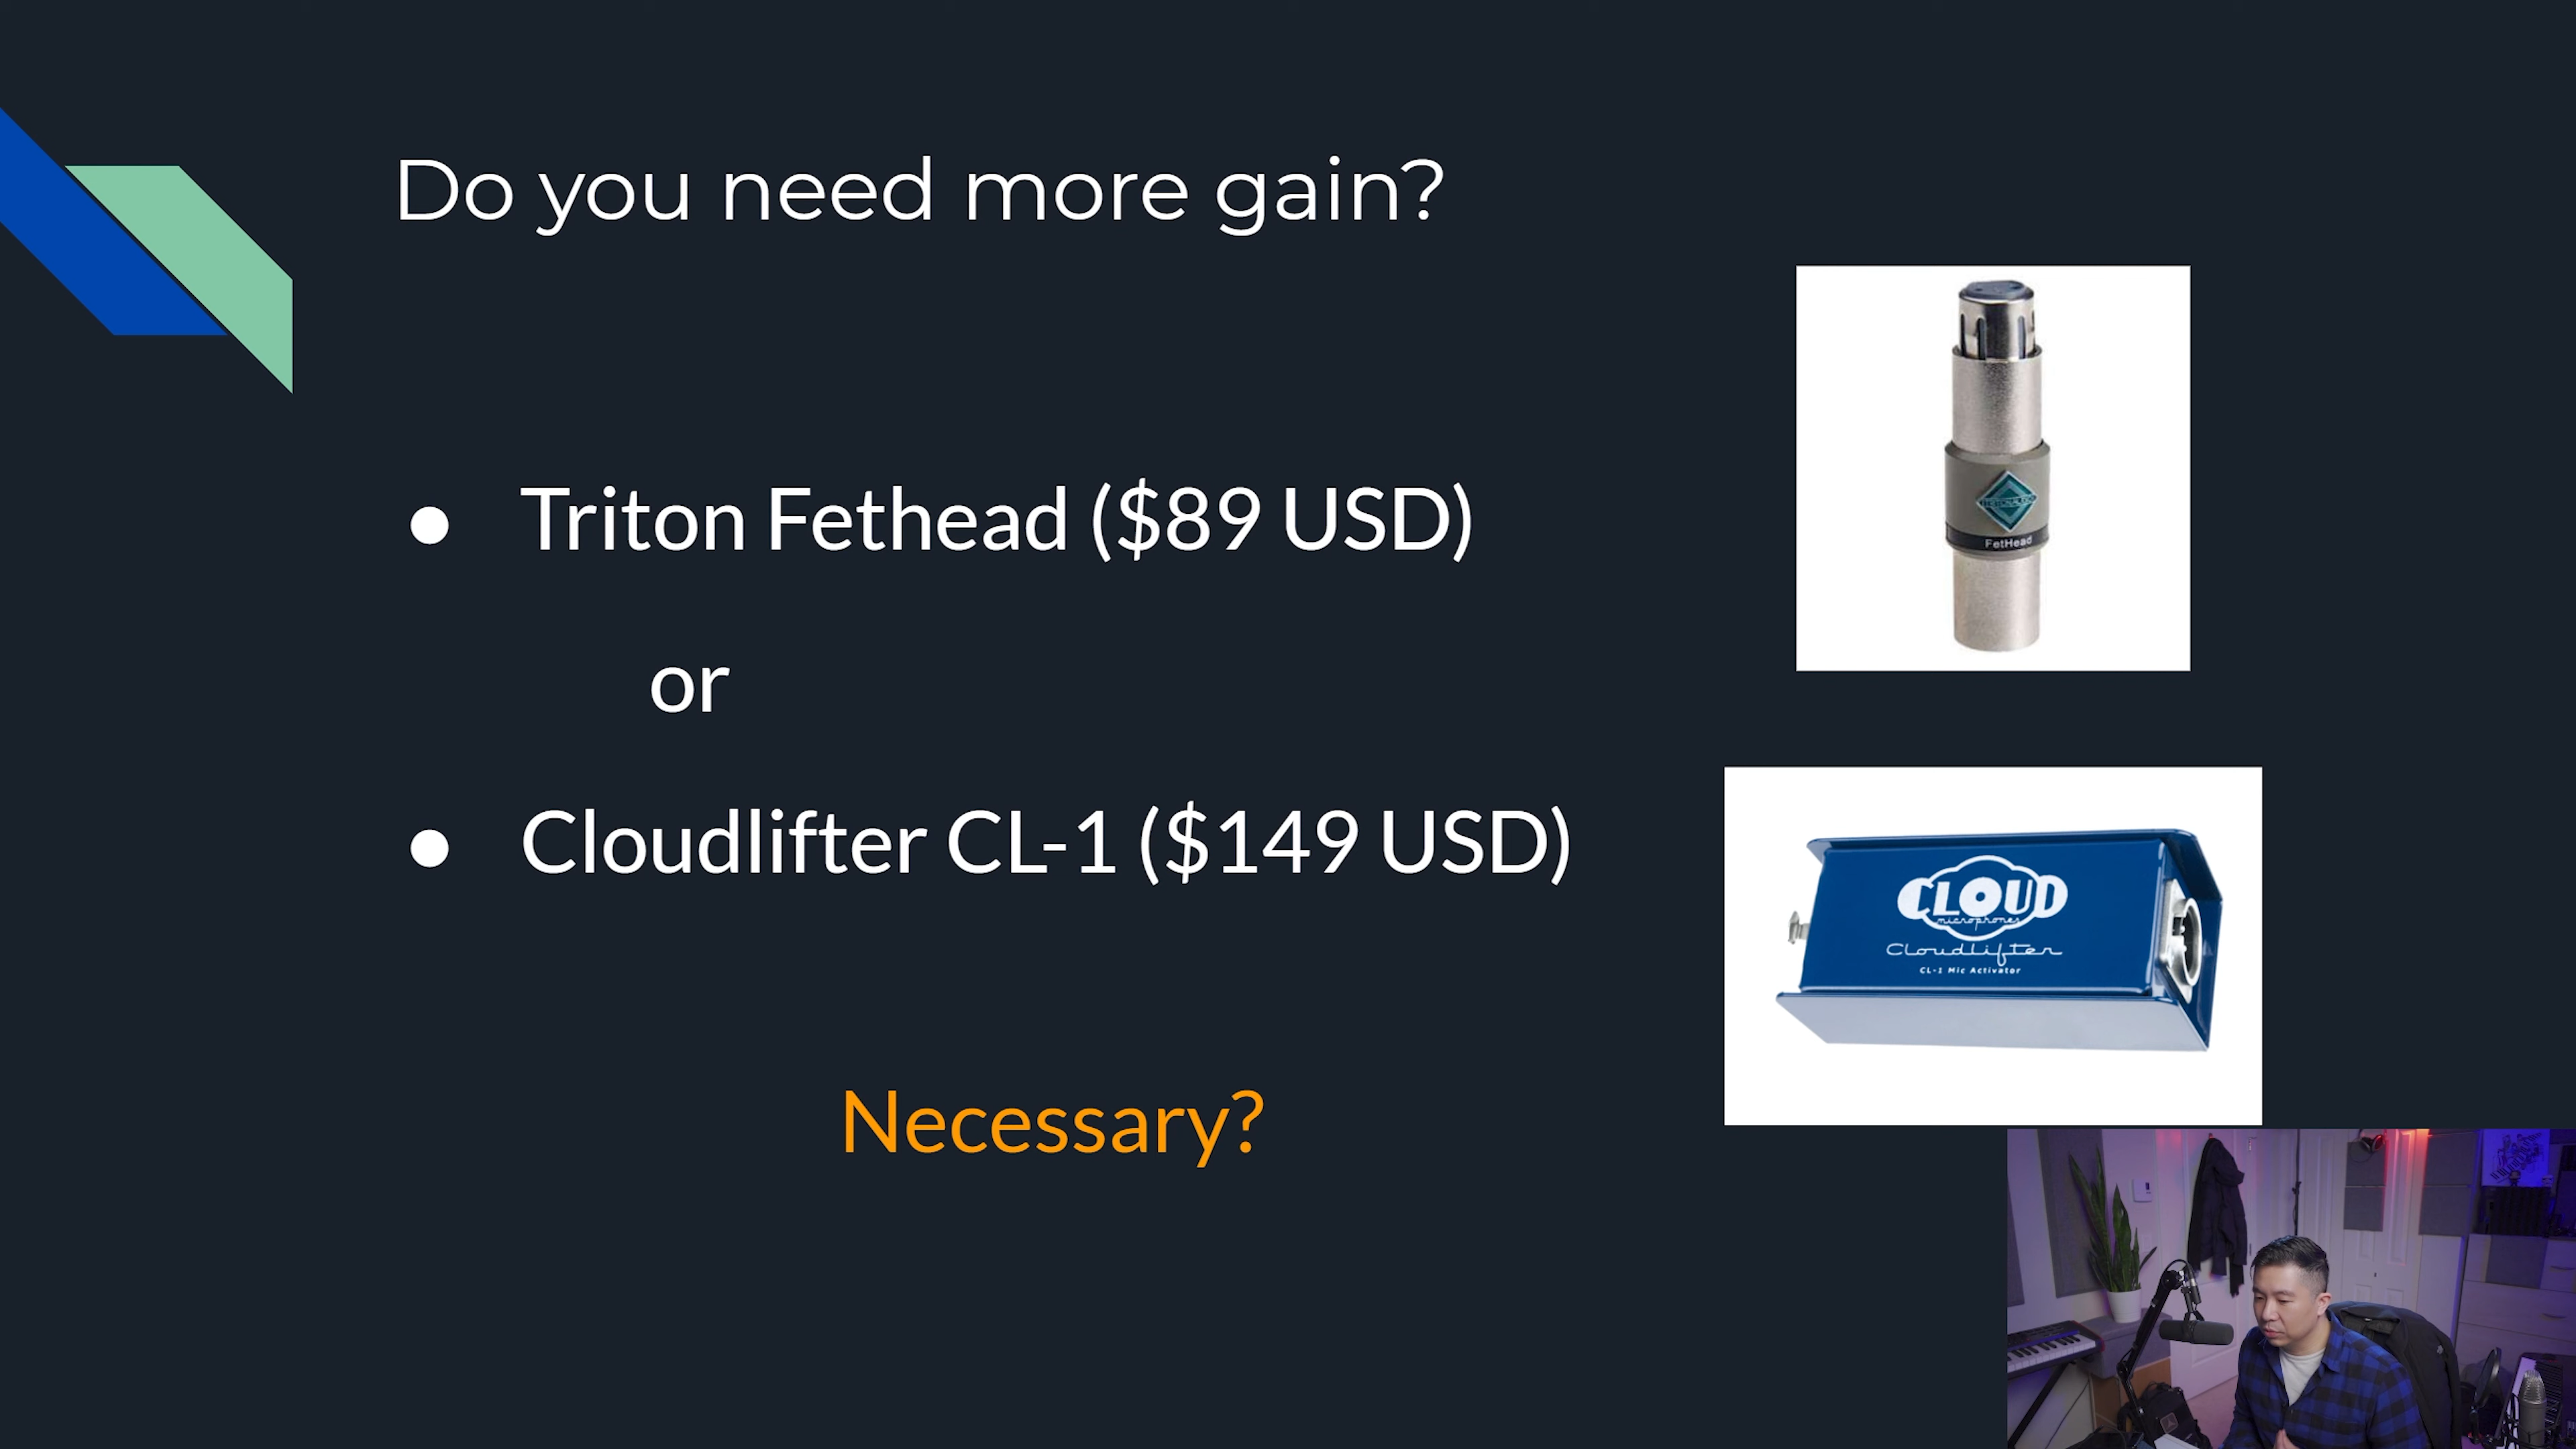 Do you need more gain?
● Triton Fethead ($89 USD)
or
● Cloudlifter CL-1 ($149 USD)
Necessary?
FetHead
CLOUD
microphones
Cloudlifter
CL-1 Mic Activator